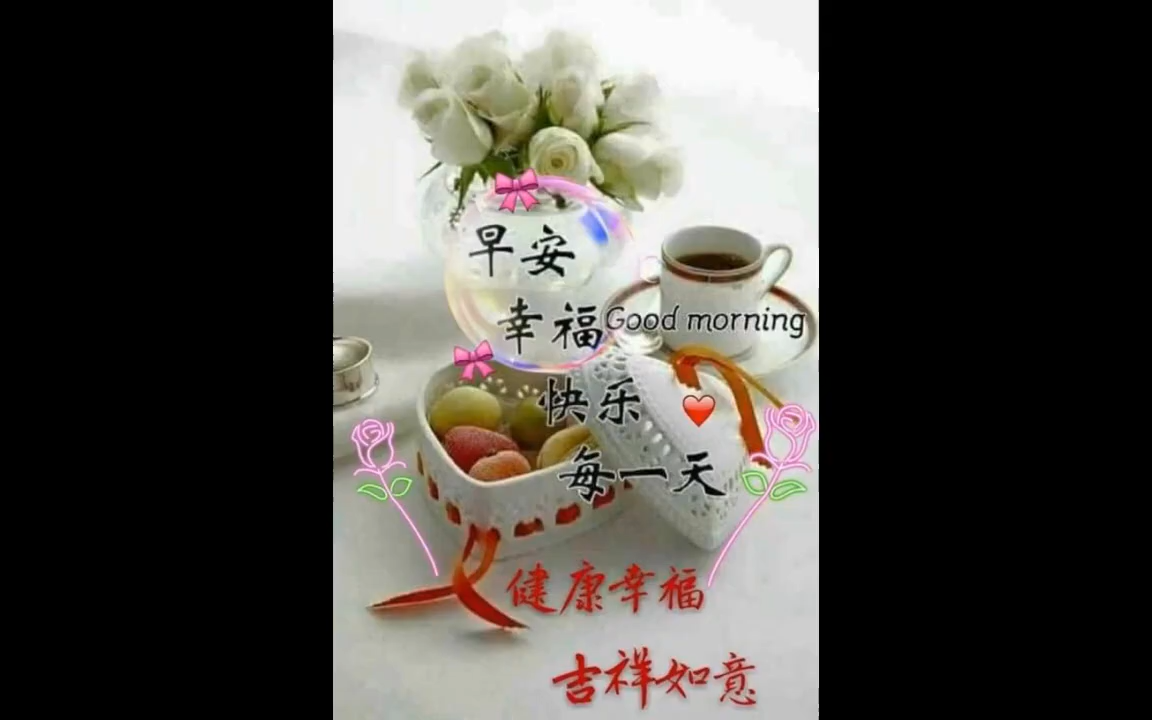 早安
幸福
Good morning
快乐
每一天
健康幸福
吉祥如意